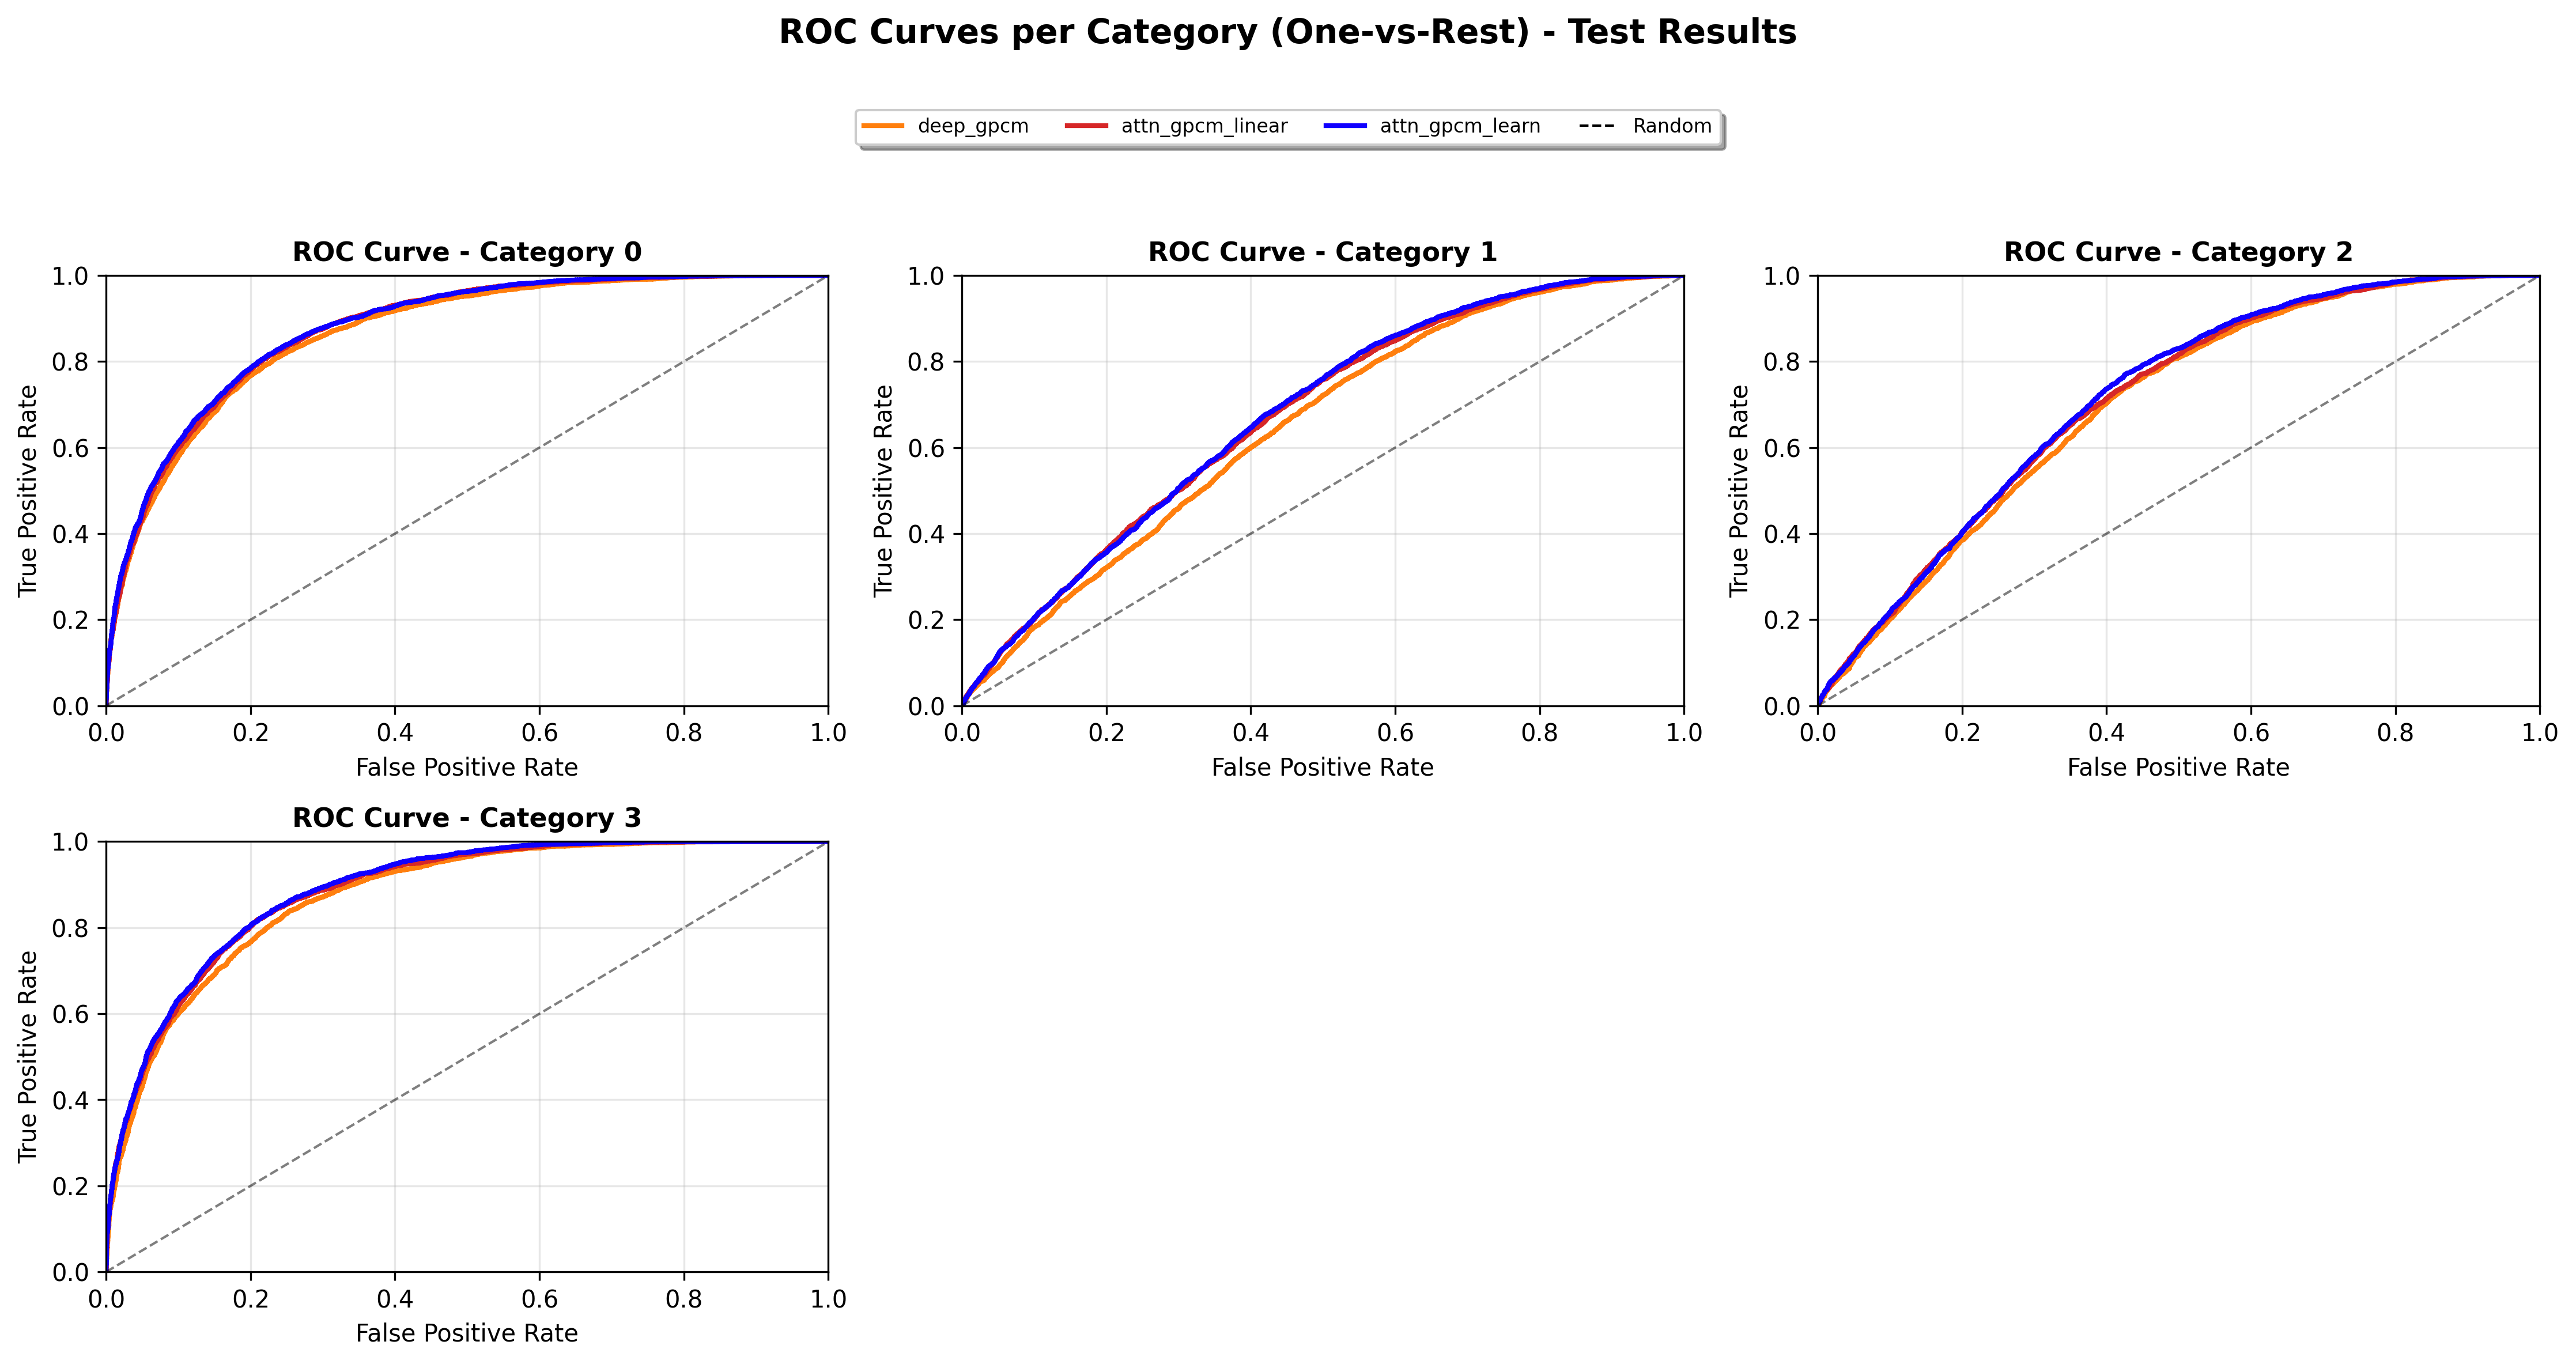 ROC Curves per Category (One-vs-Rest) - Test Results
deep_gpcm attn_gpcm_linear attn_gpcm_learn Random
ROC Curve - Category 0
1.0
0.8
0.6
0.4
0.2
0.0
True Positive Rate
0.0 0.2 0.4 0.6 0.8 1.0
False Positive Rate
ROC Curve - Category 1
1.0
0.8
0.6
0.4
0.2
0.0
True Positive Rate
0.0 0.2 0.4 0.6 0.8 1.0
False Positive Rate
ROC Curve - Category 2
1.0
0.8
0.6
0.4
0.2
0.0
True Positive Rate
0.0 0.2 0.4 0.6 0.8 1.0
False Positive Rate
ROC Curve - Category 3
1.0
0.8
0.6
0.4
0.2
0.0
True Positive Rate
0.0 0.2 0.4 0.6 0.8 1.0
False Positive Rate